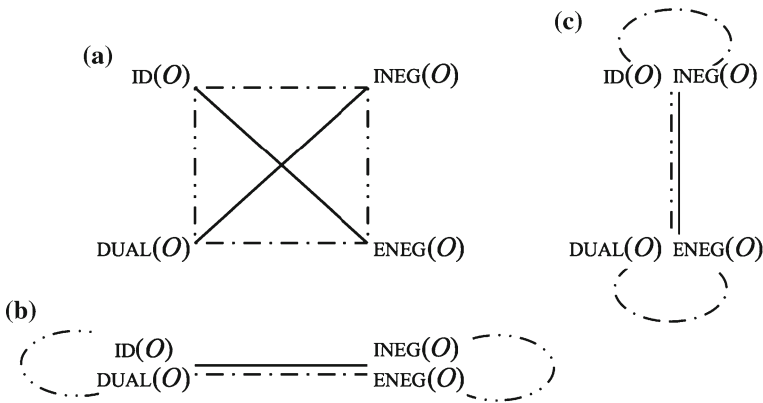 (a)
ID(O) INEG(O)
DUAL(O) ENEG(O)
(b)
ID(O) INEG(O)
DUAL(O) ENEG(O)
(c)
ID(O) INEG(O)
DUAL(O) ENEG(O)